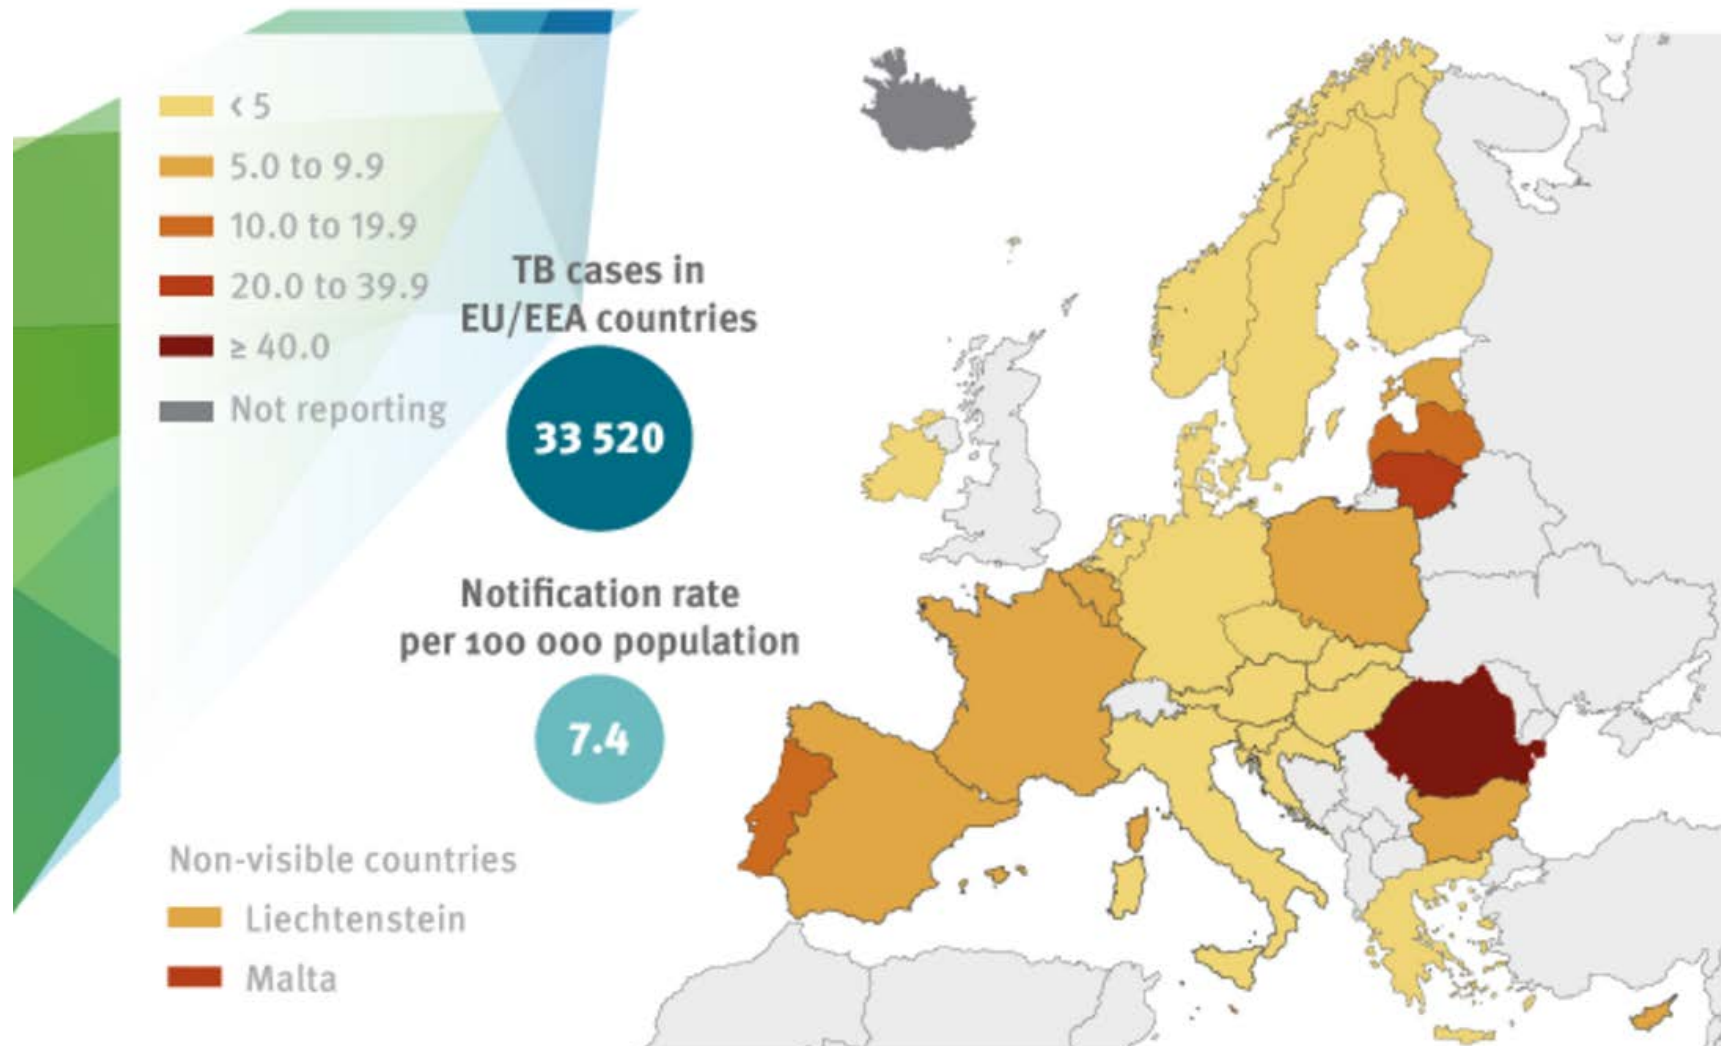 < 5
5.0 to 9.9
10.0 to 19.9
20.0 to 39.9
≥ 40.0
Not reporting
TB cases in
EU/EEA countries
33 520
Notification rate
per 100 000 population
7.4
Non-visible countries
Liechtenstein
Malta